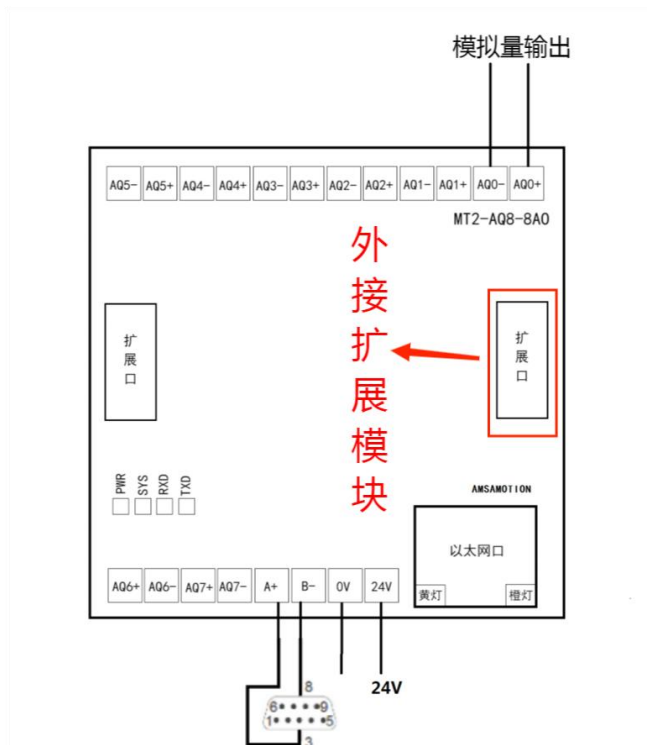 模拟量输出
AQ5- AQ5+ AQ4- AQ4+ AQ3- AQ3+ AQ2- AQ2+ AQ1- AQ1+ AQ0- AQ0+
MT2-AQ8-8AO
外接扩展模块
扩展口
扩展口
PWR SYS RXD TXD
AMSAMOTION
以太网口
黄灯 橙灯
AQ6+ AQ6- AQ7+ AQ7- A+ B- 0V 24V
24V
8
6 9
1 5
3